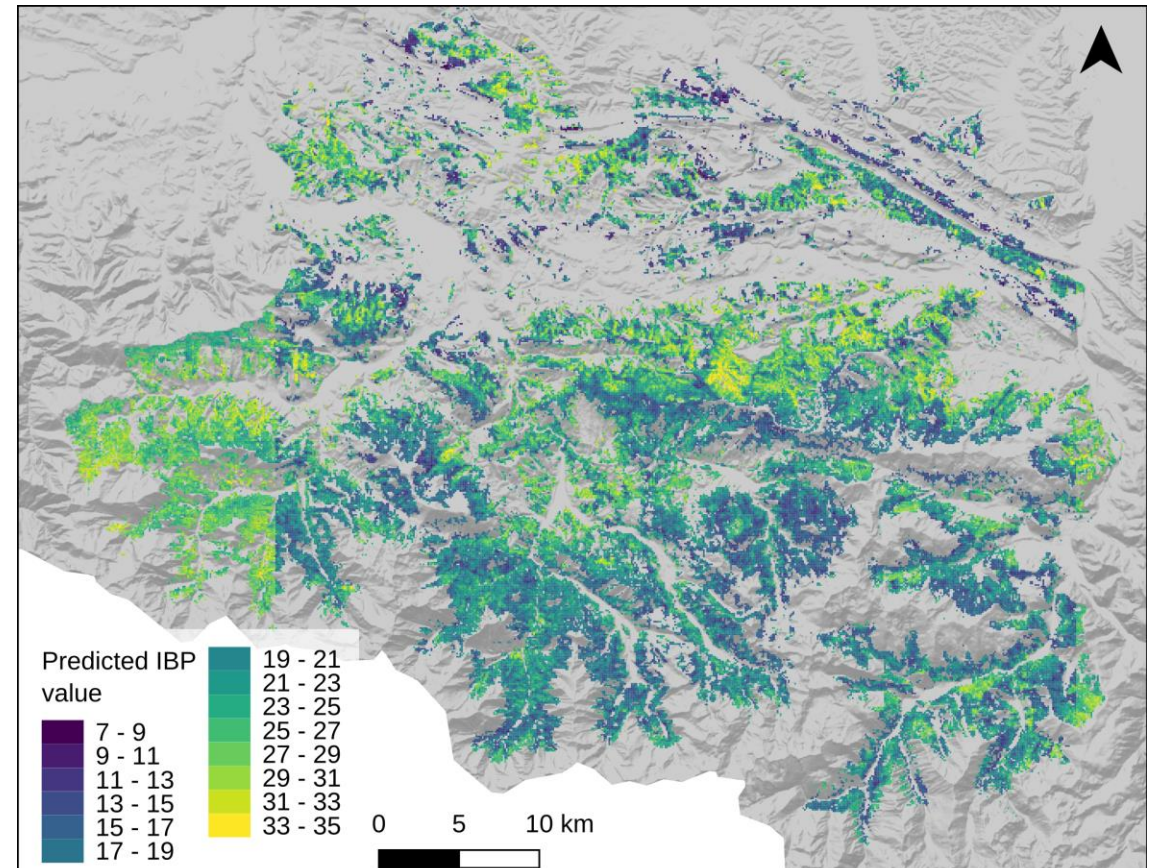 Predicted IBP
value
7 - 9
9 - 11
11 - 13
13 - 15
15 - 17
17 - 19
19 - 21
21 - 23
23 - 25
25 - 27
27 - 29
29 - 31
31 - 33
33 - 35
0 5 10 km